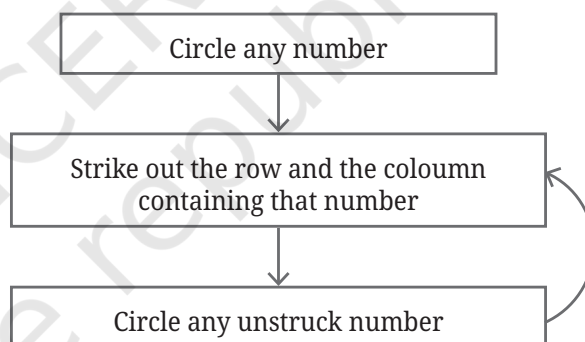 Circle any number
Strike out the row and the coloumn
containing that number
Circle any unstruck number